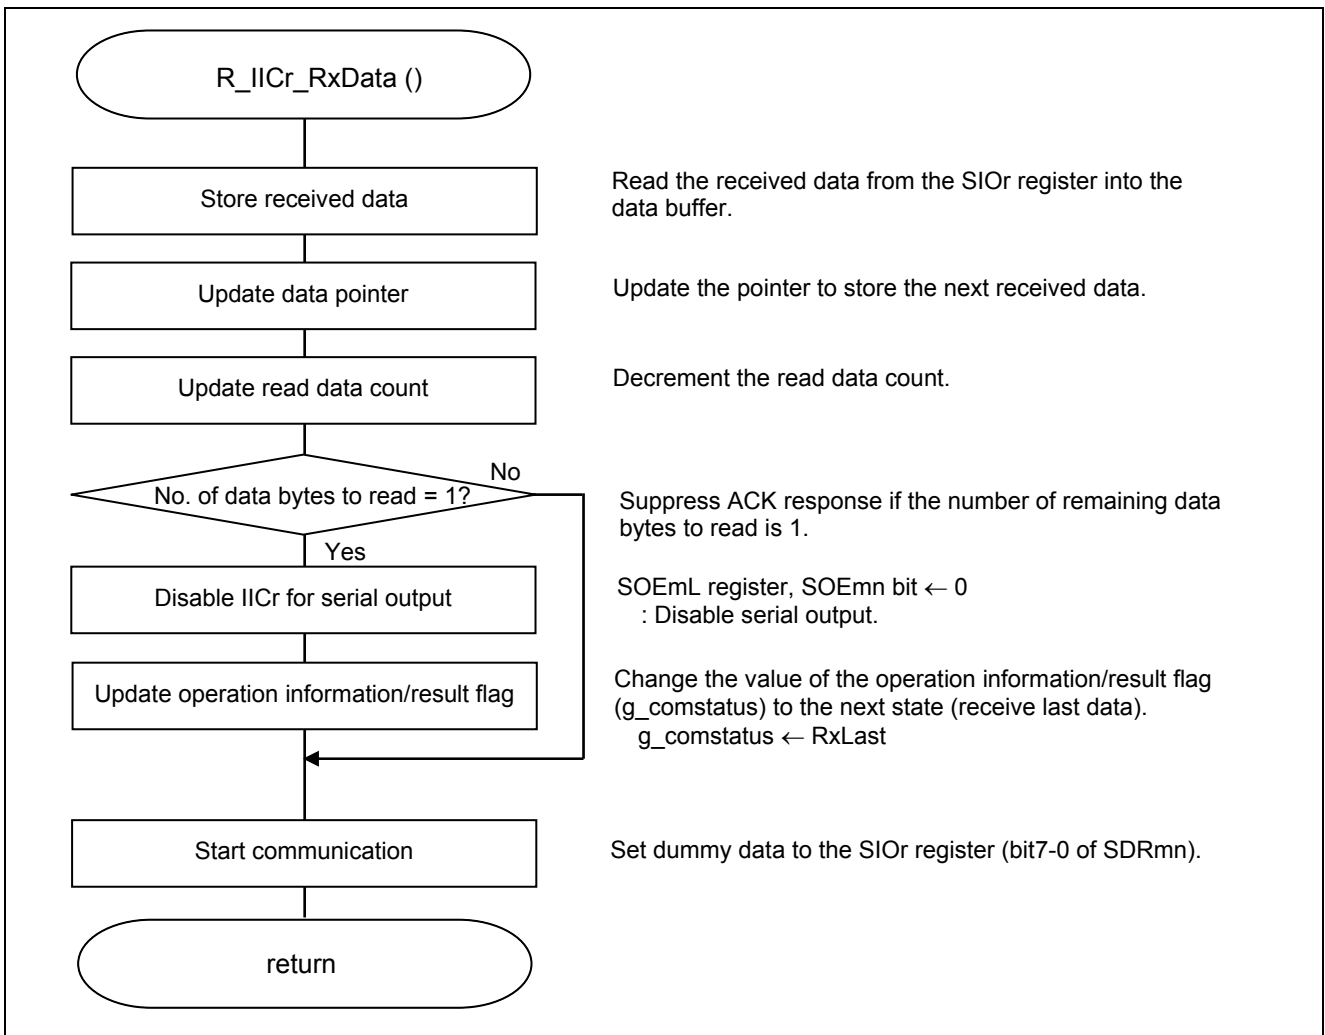 R_IICr_RxData ()
Store received data
Read the received data from the SIOr register into the
data buffer.
Update data pointer
Update the pointer to store the next received data.
Update read data count
Decrement the read data count.
No. of data bytes to read = 1?
No
Suppress ACK response if the number of remaining data
bytes to read is 1.
Yes
Disable IICr for serial output
SOEmL register, SOEmn bit ← 0
: Disable serial output.
Update operation information/result flag
Change the value of the operation information/result flag
(g_comstatus) to the next state (receive last data).
g_comstatus ← RxLast
Start communication
Set dummy data to the SIOr register (bit7-0 of SDRmn).
return